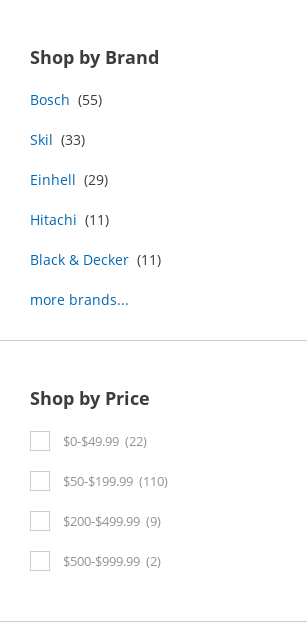 Shop by Brand
Bosch (55)
Skil (33)
Einhell (29)
Hitachi (11)
Black & Decker (11)
more brands...
Shop by Price
$0-$49.99 (22)
$50-$199.99 (110)
$200-$499.99 (9)
$500-$999.99 (2)